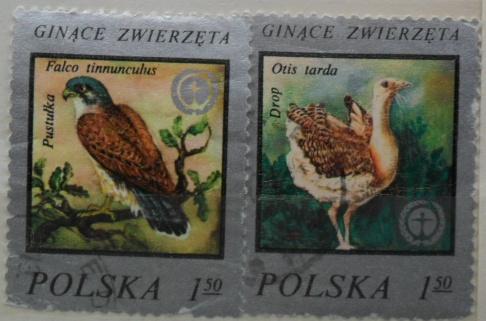 GINĄCE ZWIERZĘTA
Falco tinnunculus
Pustułka
POLSKA 1 50
GINĄCE ZWIERZĘTA
Otis tarda
Drop
POLSKA 1 50